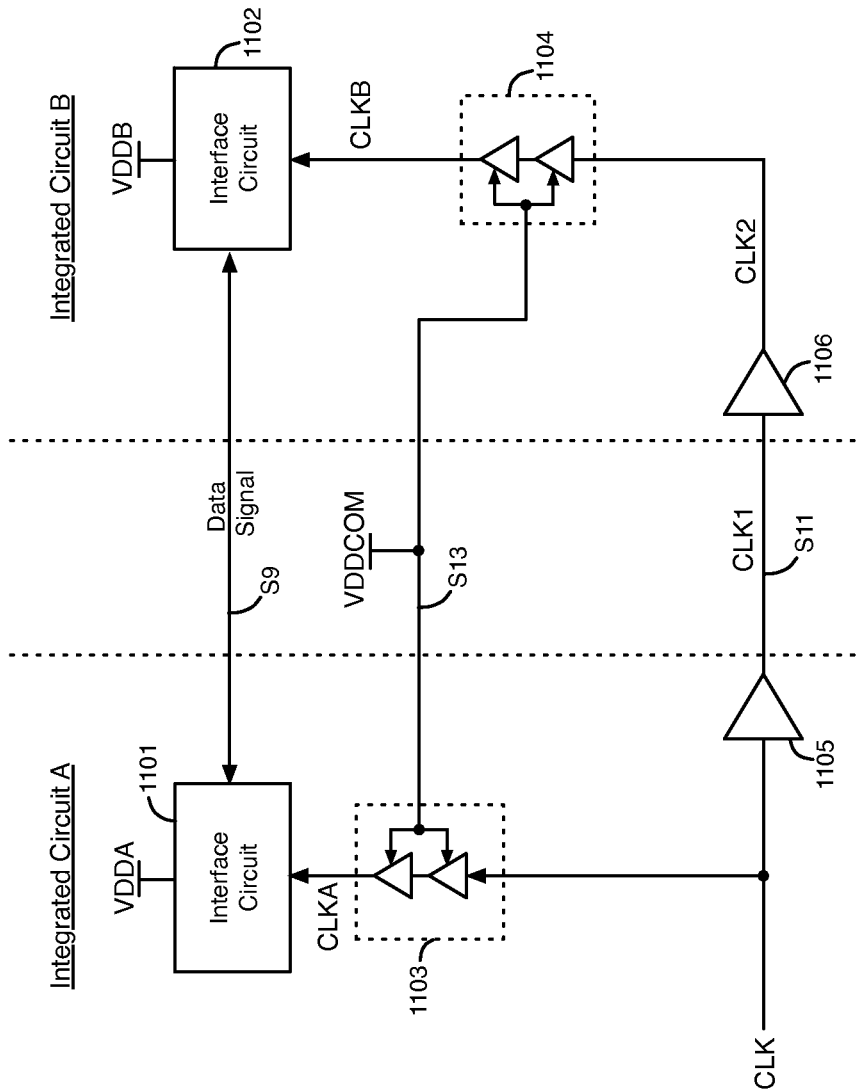 Integrated Circuit A
Integrated Circuit B
VDDA
1101
VDDB
1102
Interface
Circuit
Data
Signal
S9
Interface
Circuit
CLKA
VDDCOM
CLKB
1103
S13
1104
CLK
1105
CLK1
S11
1106
CLK2